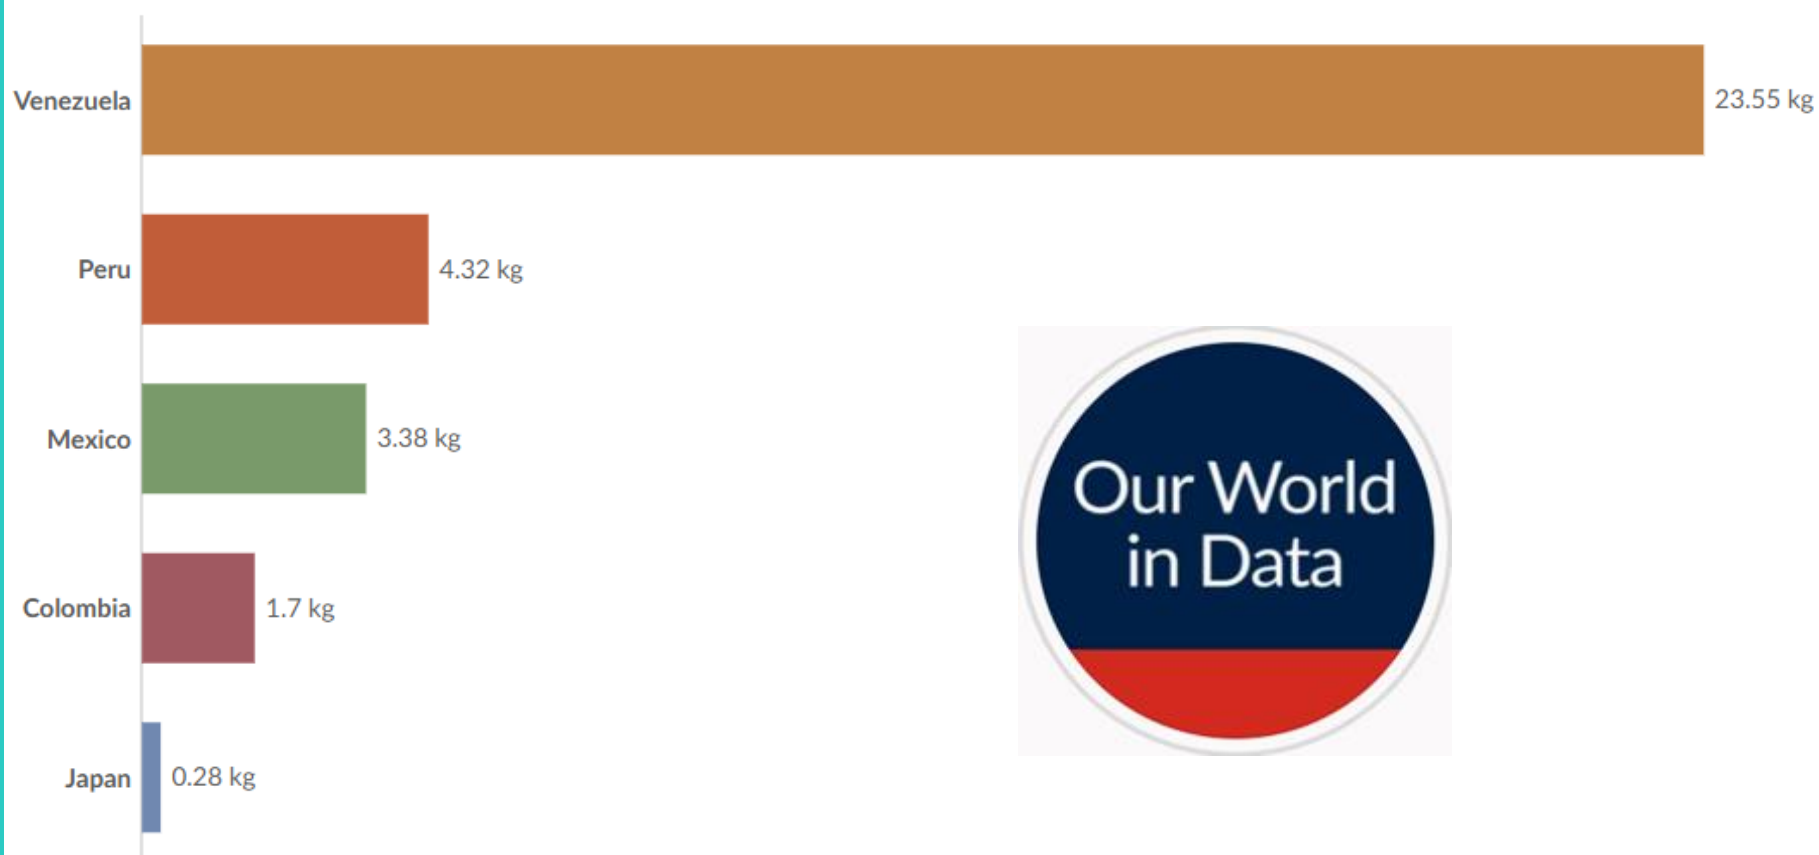 Venezuela 23.55 kg
Peru 4.32 kg
Mexico 3.38 kg
Colombia 1.7 kg
Japan 0.28 kg
Our World
in Data